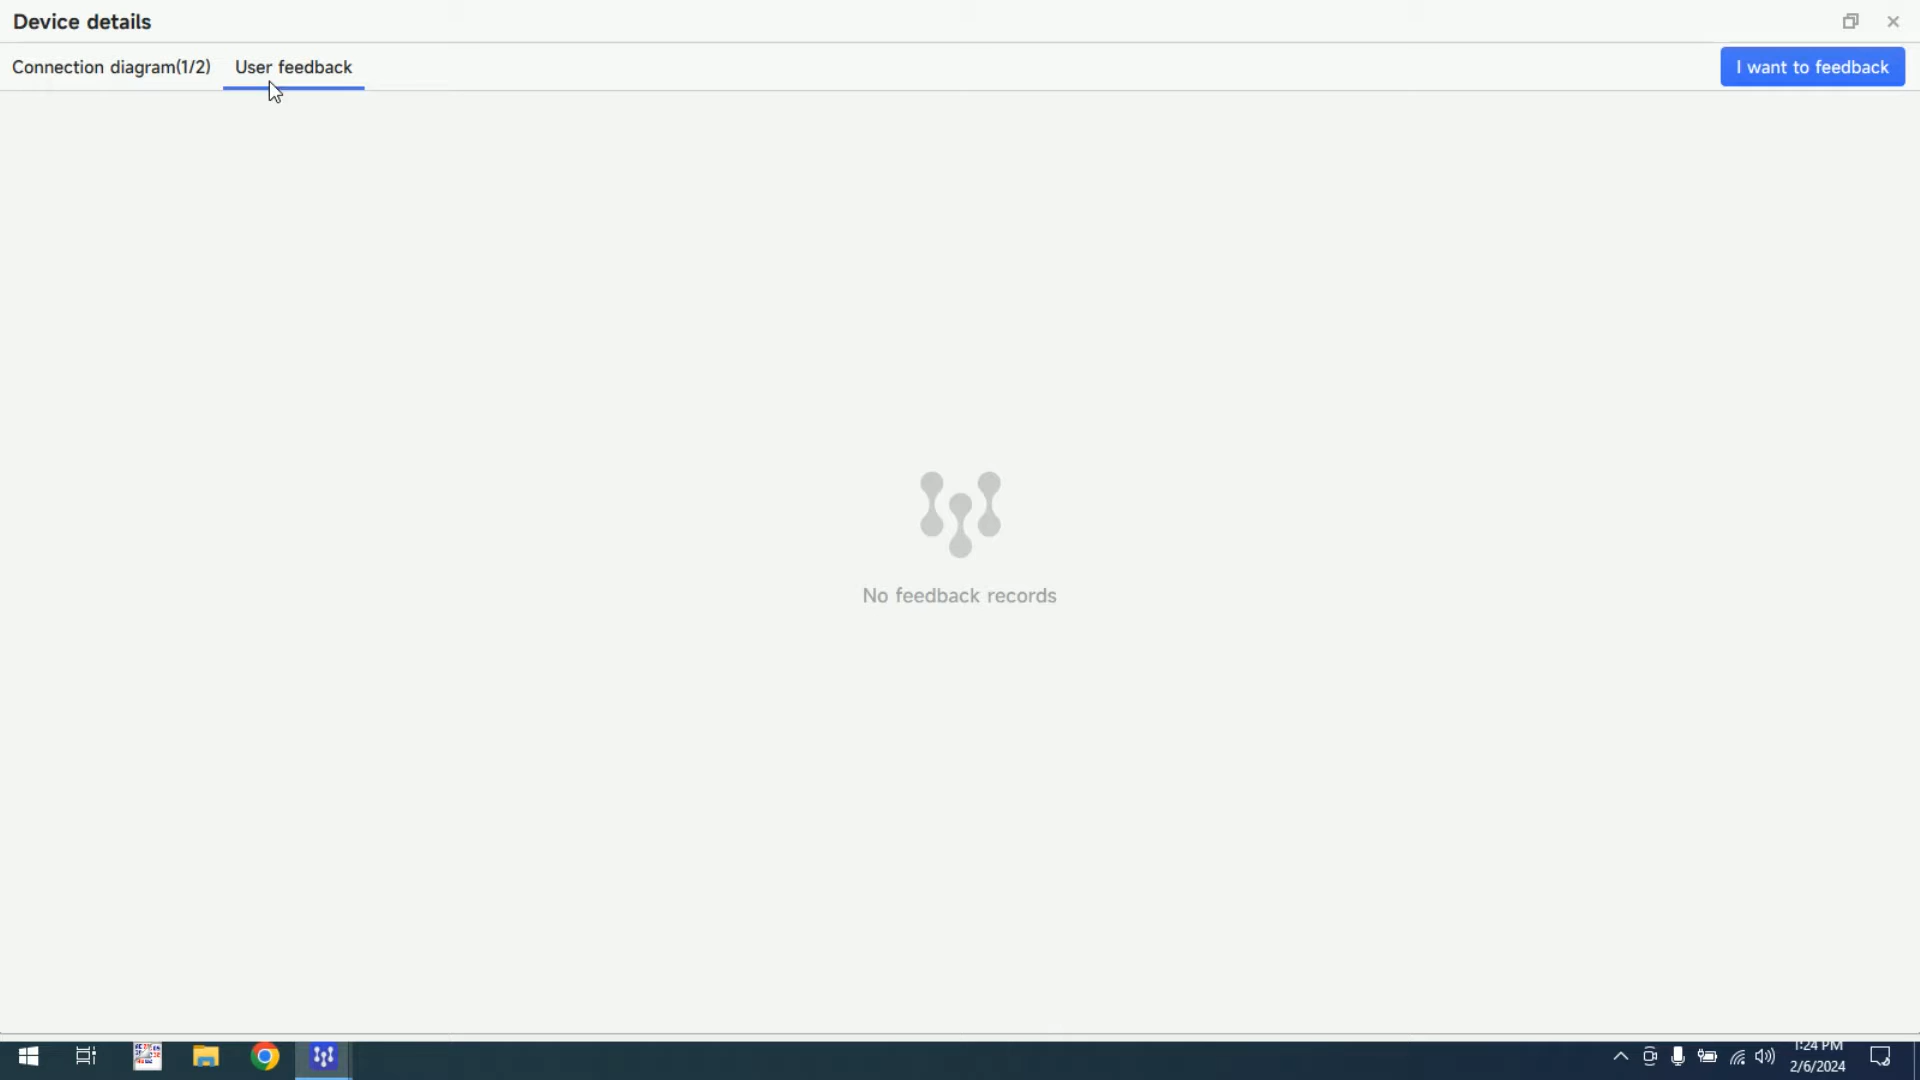 Device details
Connection diagram(1/2) User feedback I want to feedback
No feedback records
1:24 PM
2/6/2024